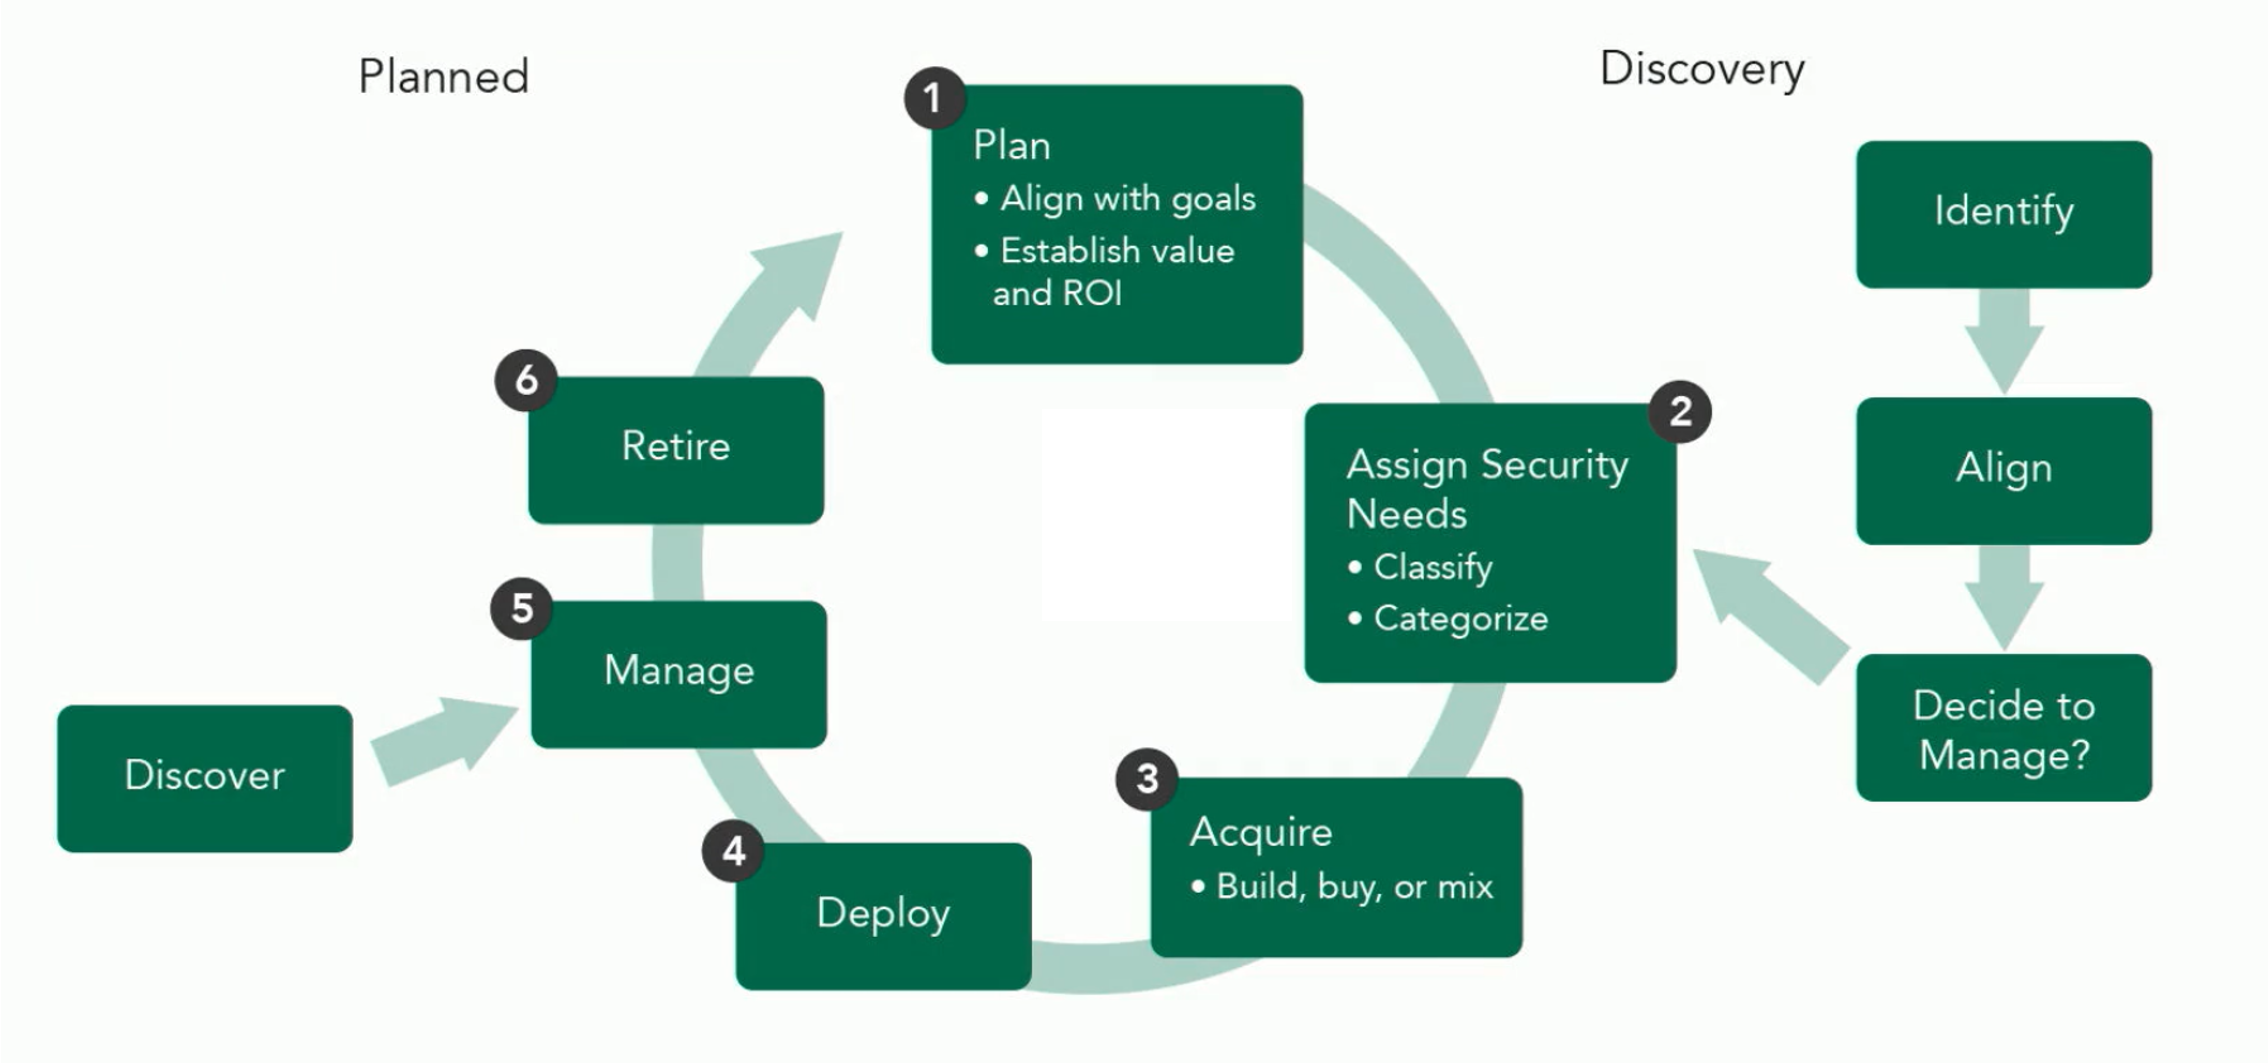 Planned
Discovery
1
Plan
• Align with goals
• Establish value
and ROI
2
Assign Security
Needs
• Classify
• Categorize
3
Acquire
• Build, buy, or mix
4
Deploy
5
Manage
6
Retire
Discover
Identify
Align
Decide to
Manage?